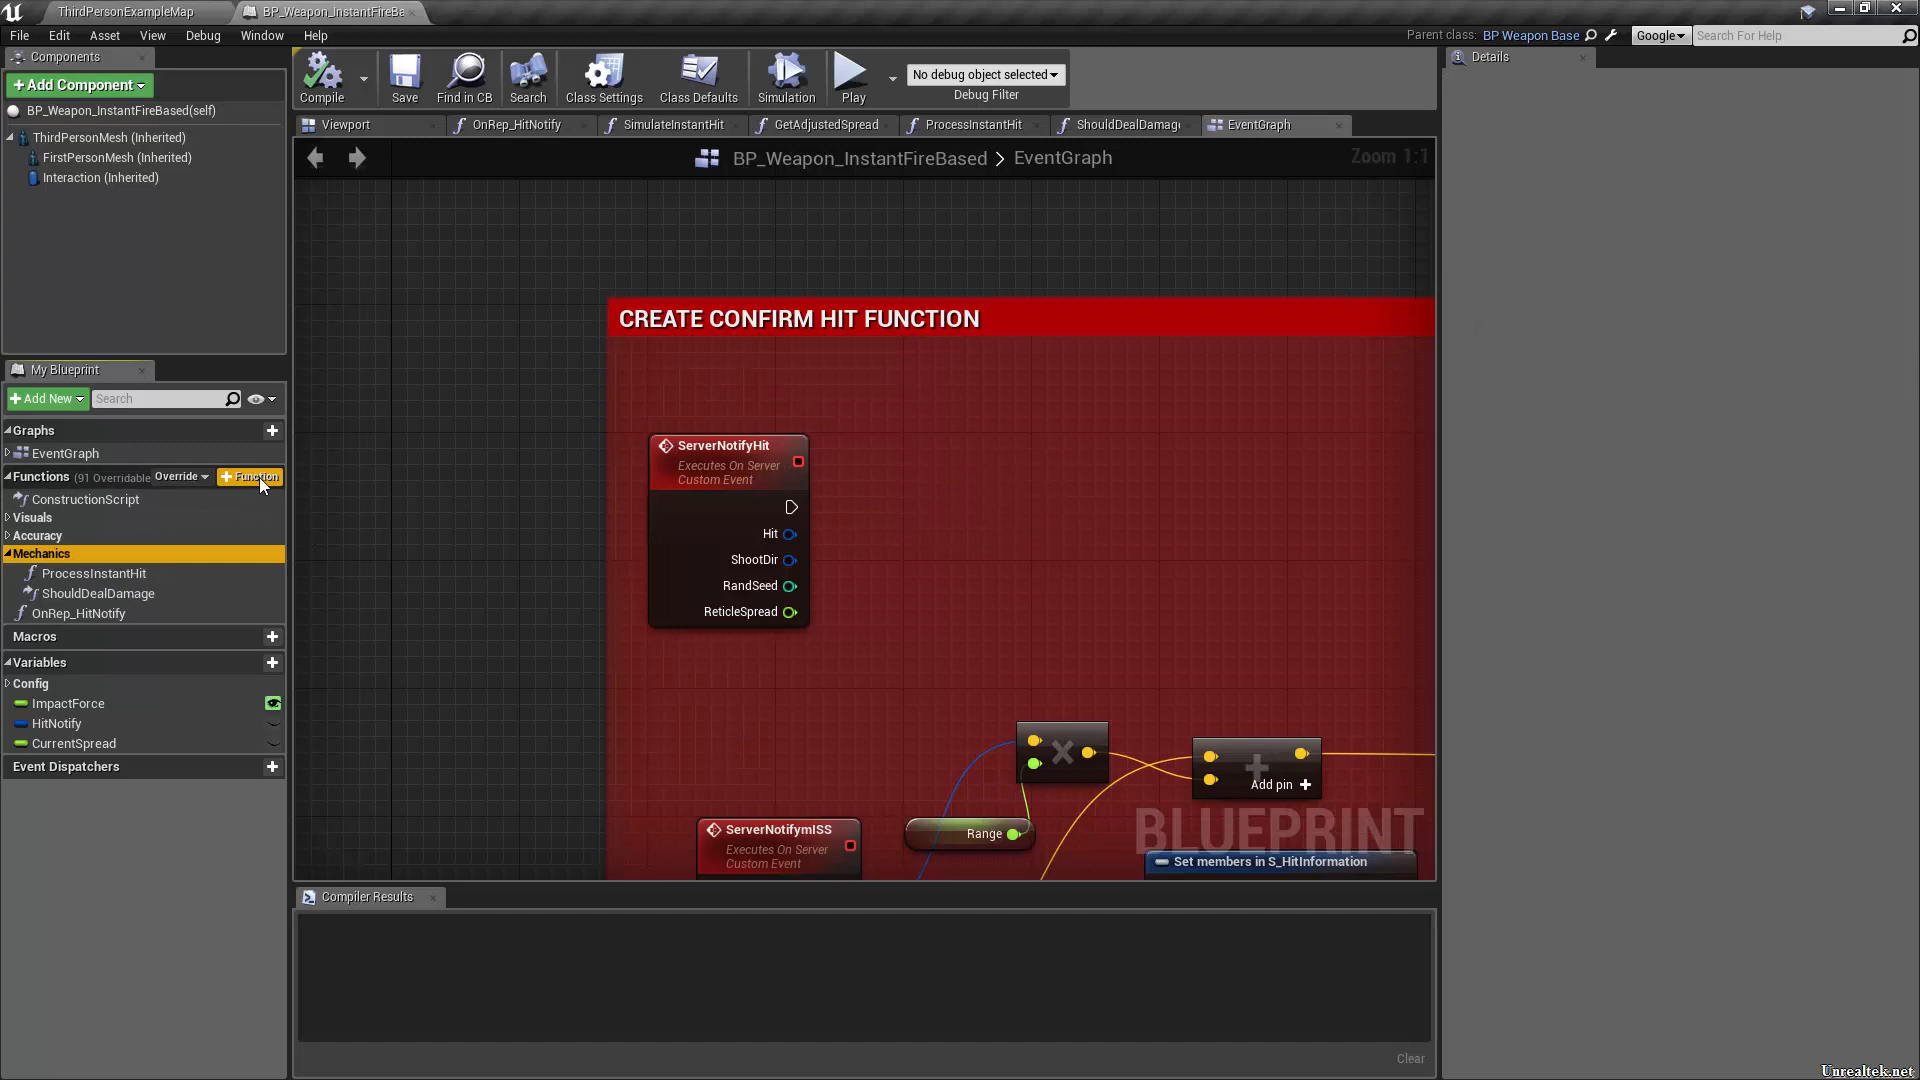 ThirdPersonExampleMap
BP_Weapon_InstantFireBa
File Edit Asset View Debug Window Help
Parent class: BP Weapon Base
Google
Search For Help
Components
+ Add Component
BP_Weapon_InstantFireBased(self)
ThirdPersonMesh (Inherited)
FirstPersonMesh (Inherited)
Interaction (Inherited)
Compile
Save
Find in CB
Search
Class Settings
Class Defaults
Simulation
Play
No debug object selected
Debug Filter
Details
Viewport
OnRep_HitNotify
SimulateInstantHit
GetAdjustedSpread
ProcessInstantHit
ShouldDealDamag
EventGraph
BP_Weapon_InstantFireBased > EventGraph
Zoom 1:1
My Blueprint
+ Add New
Search
Graphs
EventGraph
Functions (91 Overridable
Override
+ Function
ConstructionScript
Visuals
Accuracy
Mechanics
ProcessInstantHit
ShouldDealDamage
OnRep_HitNotify
Macros
Variables
Config
ImpactForce
HitNotify
CurrentSpread
Event Dispatchers
CREATE CONFIRM HIT FUNCTION
ServerNotifyHit
Executes On Server
Custom Event
Hit
ShootDir
RandSeed
ReticleSpread
Add pin +
Range
ServerNotifymISS
Executes On Server
Custom Event
BLUEPRINT
Set members in S_HitInformation
Compiler Results
Clear
Unrealtek.net